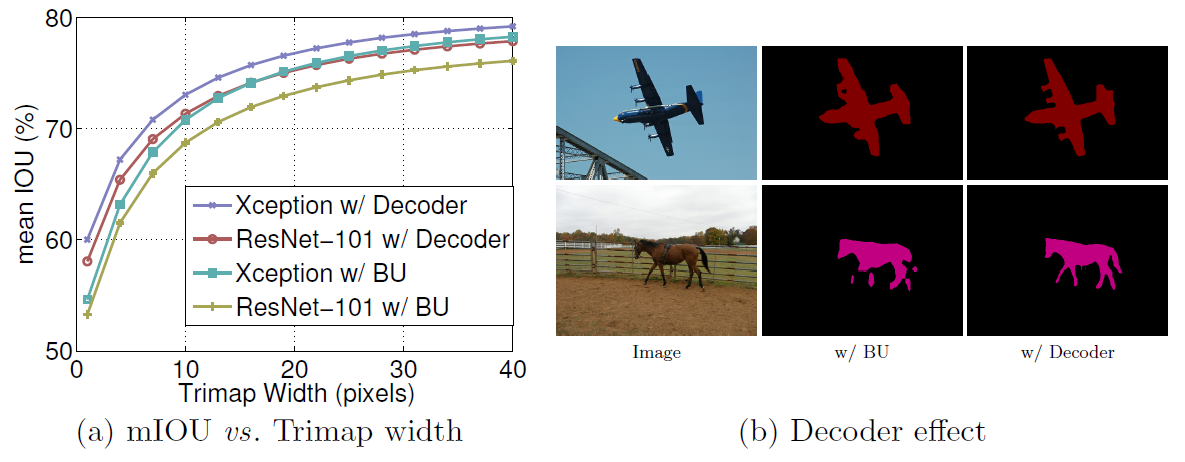 80
70
60
50
mean IOU (%)
Xception w/ Decoder
ResNet-101 w/ Decoder
Xception w/ BU
ResNet-101 w/ BU
0 10 20 30 40
Trimap Width (pixels)
(a) mIOU vs. Trimap width
Image w/ BU w/ Decoder
(b) Decoder effect